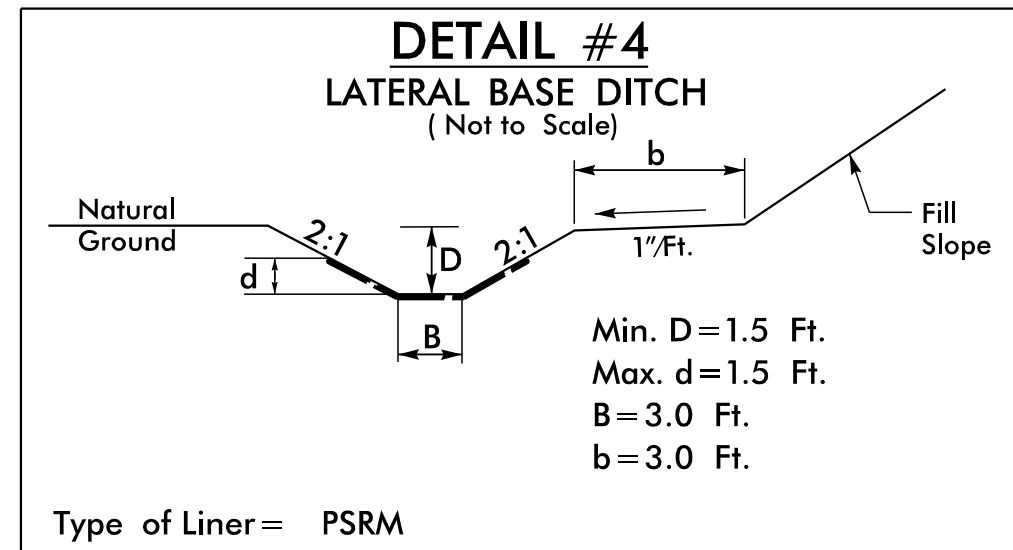 DETAIL #4
LATERAL BASE DITCH
( Not to Scale)
b
Natural
Ground
2:1
2:1
D
d
B
1"/Ft.
Fill
Slope
Min. D=1.5 Ft.
Max. d=1.5 Ft.
B=3.0 Ft.
b=3.0 Ft.
Type of Liner= PSRM